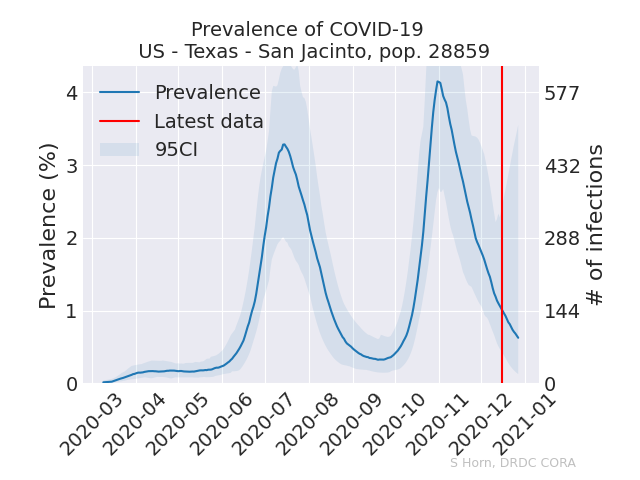 Prevalence of COVID-19
US - Texas - San Jacinto, pop. 28859
Prevalence
Latest data
95CI
Prevalence (%)
4
3
2
1
0
577
432
288
144
0
# of infections
2020-03
2020-04
2020-05
2020-06
2020-07
2020-08
2020-09
2020-10
2020-11
2020-12
2021-01
S Horn, DRDC CORA